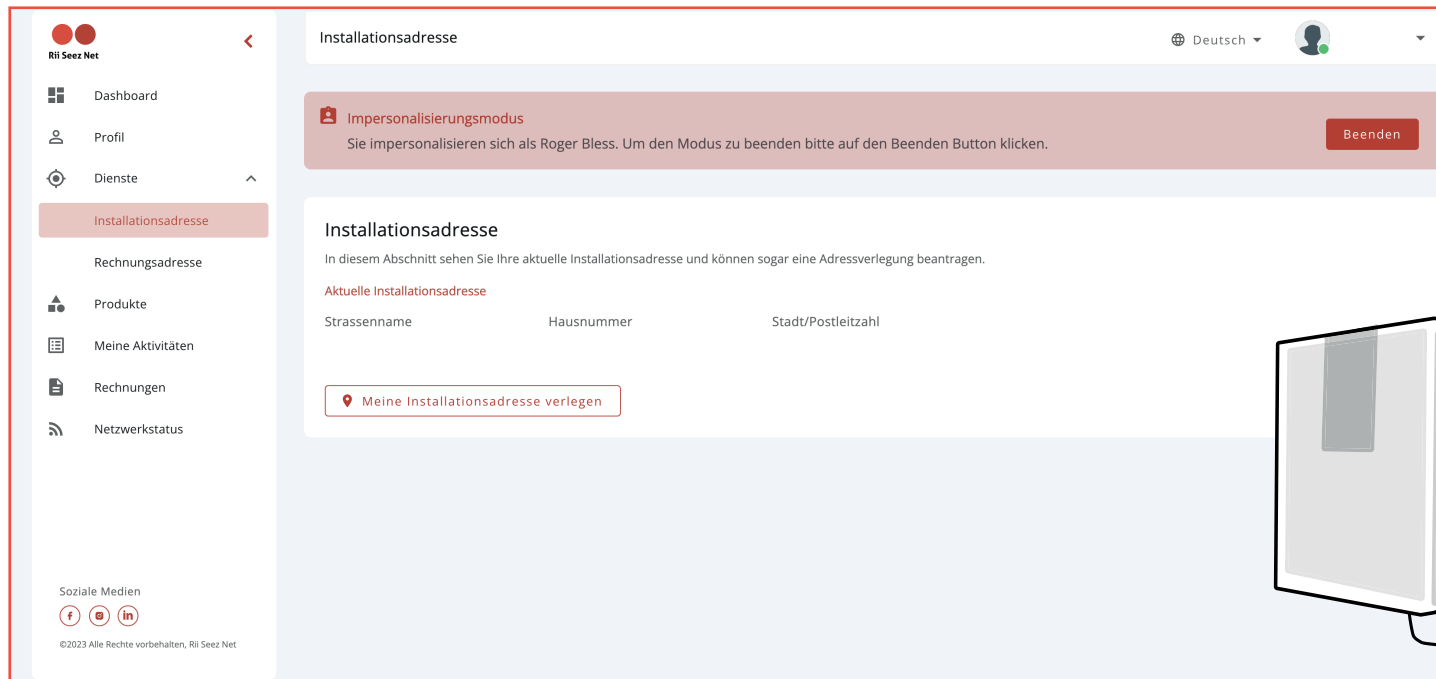 Rii Seez Net
Dashboard
Profil
Dienste
Installationsadresse
Rechnungsadresse
Produkte
Meine Aktivitäten
Rechnungen
Netzwerkstatus
Soziale Medien
©2023 Alle Rechte vorbehalten, Rii Seez Net
Installationsadresse
Deutsch
Impersonalisierungsmodus
Sie impersonalisieren sich als Roger Bless. Um den Modus zu beenden bitte auf den Beenden Button klicken.
Beenden
Installationsadresse
In diesem Abschnitt sehen Sie Ihre aktuelle Installationsadresse und können sogar eine Adressverlegung beantragen.
Aktuelle Installationsadresse
Strassenname Hausnummer Stadt/Postleitzahl
Meine Installationsadresse verlegen